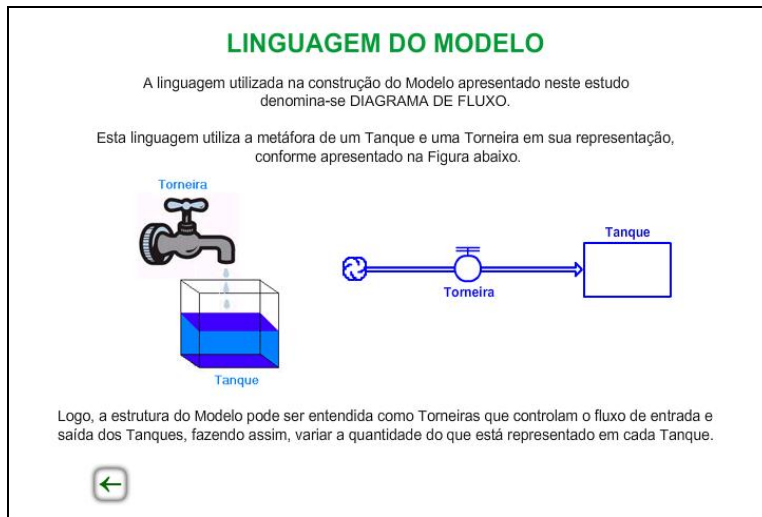 LINGUAGEM DO MODELO
A linguagem utilizada na construção do Modelo apresentado neste estudo
denomina-se DIAGRAMA DE FLUXO.
Esta linguagem utiliza a metáfora de um Tanque e uma Torneira em sua representação,
conforme apresentado na Figura abaixo.
Torneira
Tanque
Tanque
Torneira
Logo, a estrutura do Modelo pode ser entendida como Torneiras que controlam o fluxo de entrada e
saída dos Tanques, fazendo assim, variar a quantidade do que está representado em cada Tanque.